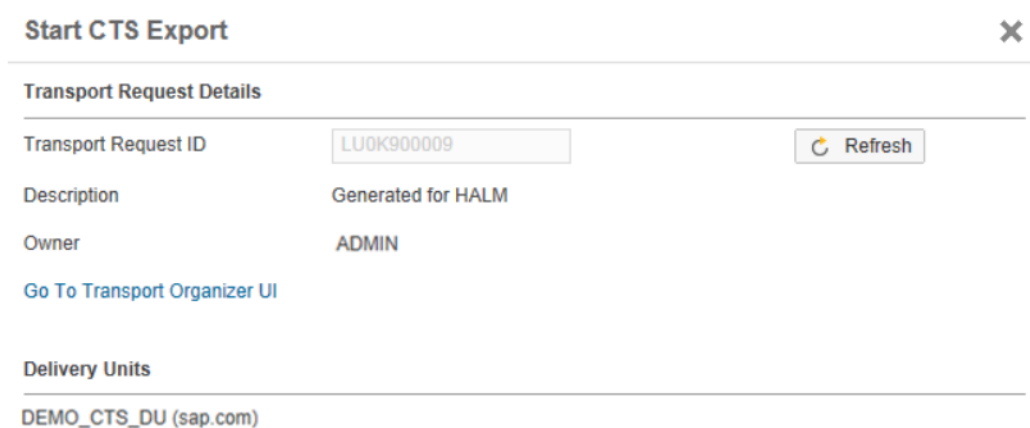 Start CTS Export
Transport Request Details
Transport Request ID LU0K900009 Refresh
Description Generated for HALM
Owner ADMIN
Go To Transport Organizer UI
Delivery Units
DEMO_CTS_DU (sap.com)